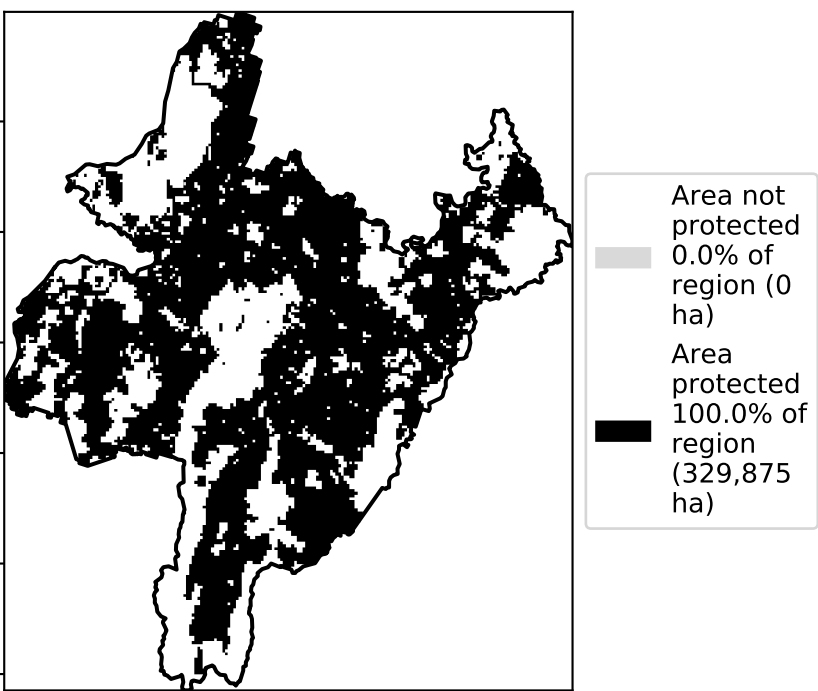 Area not
protected
0.0% of
region (0
ha)
Area
protected
100.0% of
region
(329,875
ha)